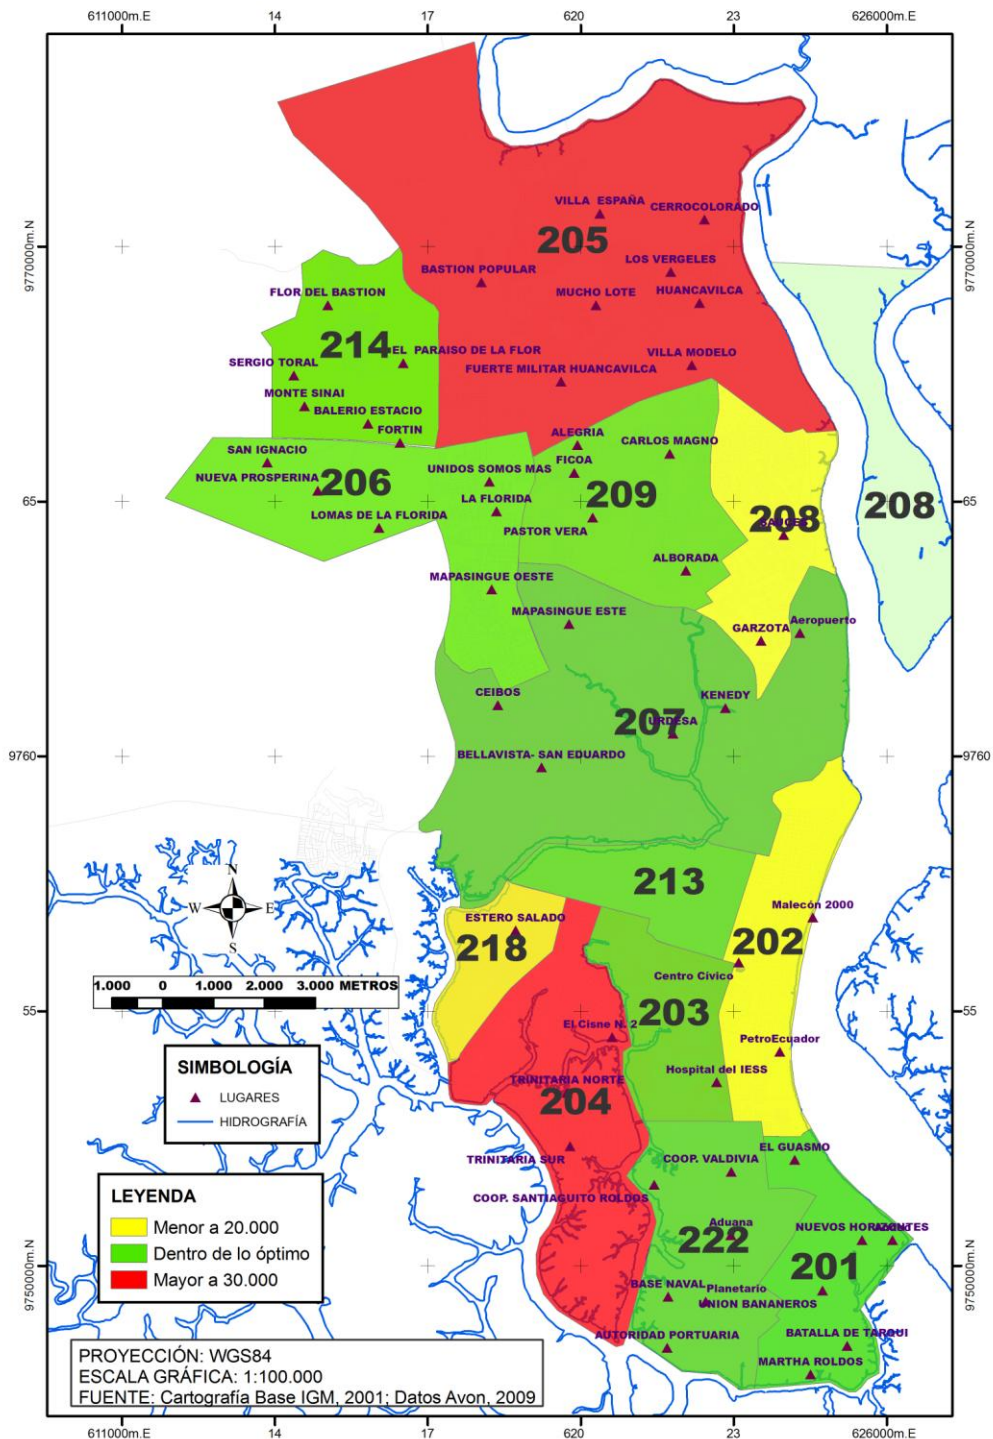 611000m.E 14 17 620 23 626000m.E
9770000m.N 9770000m.N
VILLA ESPAÑA
CERROCOLORADO
205
LOS VERGELES
BASTION POPULAR
MUCHO LOTE
HUANCAVILCA
FLOR DEL BASTION
214
EL PARAISO DE LA FLOR
VILLA MODELO
SERGIO TORAL
FUERTE MILITAR HUANCAVILCA
MONTE SINAI
BALERIO ESTACIO
FORTIN
ALEGRIA
CARLOS MAGNO
SAN IGNACIO
UNIDOS SOMOS MAS
FICOA
NUEVA PROSPERINA
206
209
LA FLORIDA
65 65
208
208
LOMAS DE LA FLORIDA
PASTOR VERA
ALBORADA
MAPASINGUE OESTE
MAPASINGUE ESTE
GARZOTA
Aeropuerto
CEIBOS
KENEDY
207
URDESA
BELLAVISTA- SAN EDUARDO
9760 9760
N
W E
S
213
ESTERO SALADO
Malecón 2000
218
202
Centro Cívico
1.000 0 1.000 2.000 3.000 METROS
203
55 55
El Cisne N. 2
PetroEcuador
SIMBOLOGÍA
LUGARES
HIDROGRAFÍA
Hospital del IESS
TRINITARIA NORTE
204
TRINITARIA SUR
EL GUASMO
COOP. VALDIVIA
COOP. SANTIAGUITO ROLDOS
LEYENDA
Menor a 20.000
Dentro de lo óptimo
Mayor a 30.000
Aduana
222
NUEVOS HORIZONTES
201
9750000m.N 9750000m.N
BASE NAVAL
Planetario
UNION BANANEROS
AUTORIDAD PORTUARIA
BATALLA DE TARQUI
MARTHA ROLDOS
PROYECCIÓN: WGS84
ESCALA GRÁFICA: 1:100.000
FUENTE: Cartografía Base IGM, 2001; Datos Avon, 2009
611000m.E 14 17 620 23 626000m.E